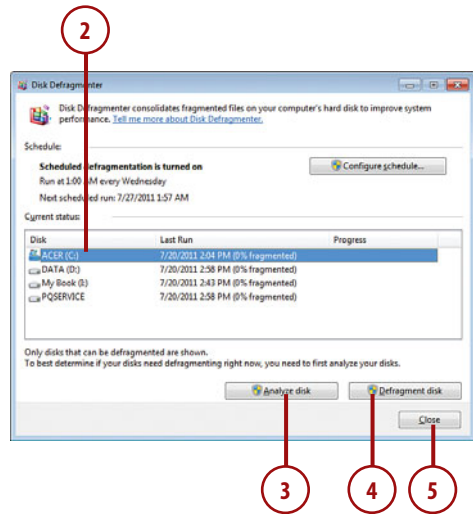 2
Disk Defragmenter
Disk Defragmenter consolidates fragmented files on your computer's hard disk to improve system
performance. Tell me more about Disk Defragmenter.
Schedule:
Scheduled defragmentation is turned on
Configure schedule...
Run at 1:00 AM every Wednesday
Next scheduled run: 7/27/2011 1:57 AM
Current status:
Disk Last Run Progress
ACER (C:) 7/20/2011 2:04 PM (0% fragmented)
DATA (D:) 7/20/2011 2:58 PM (0% fragmented)
My Book (I:) 7/20/2011 2:43 PM (0% fragmented)
PQSERVICE 7/20/2011 2:58 PM (0% fragmented)
Only disks that can be defragmented are shown.
To best determine if your disks need defragmenting right now, you need to first analyze your disks.
Analyze disk Defragment disk
Close
3 4 5